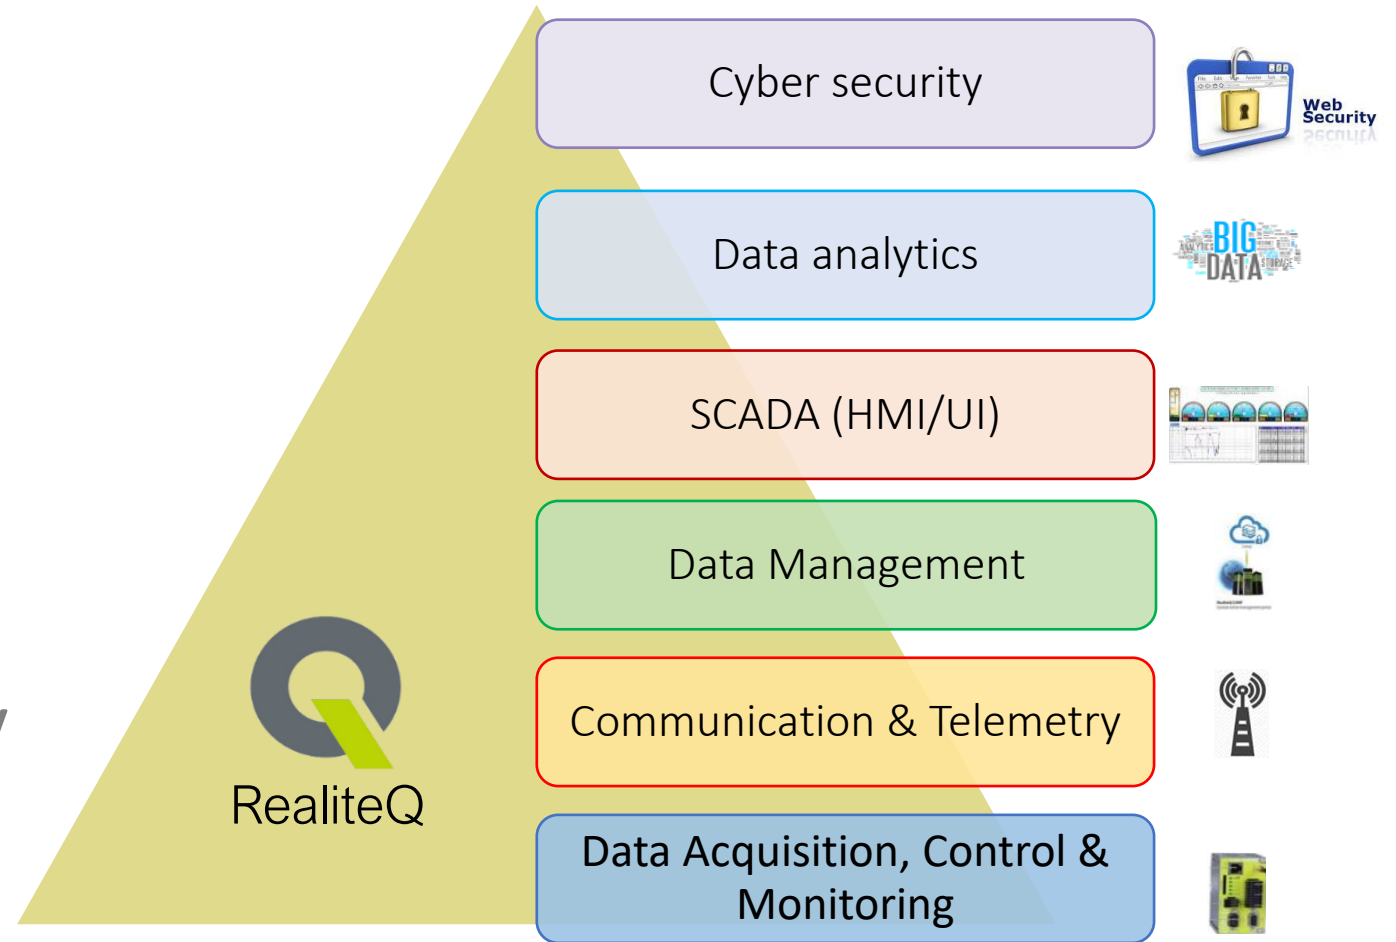 Cyber security
Web
Security
Data analytics
BIG
DATA
SCADA (HMI/UI)
Data Management
Communication & Telemetry
RealiteQ
Data Acquisition, Control &
Monitoring